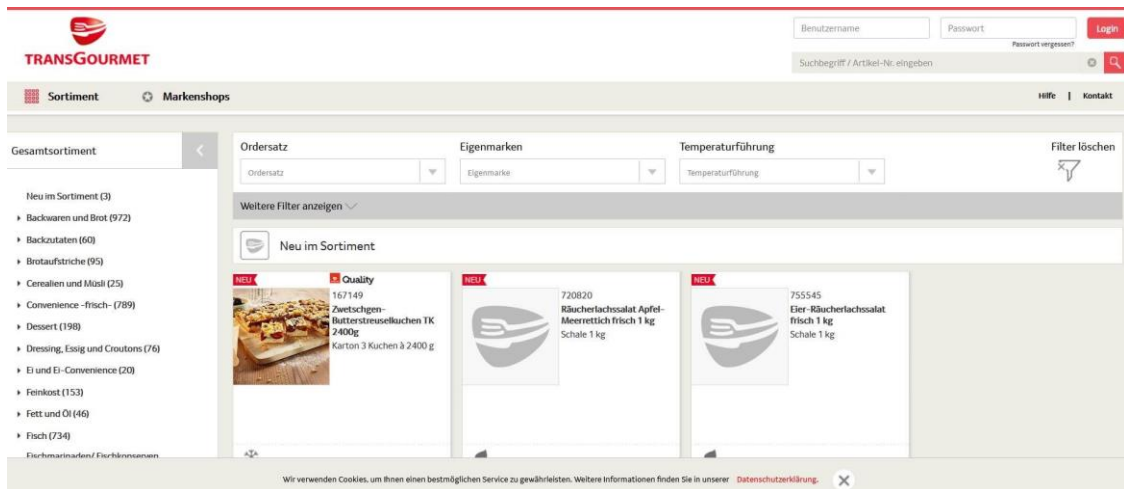 TRANSGOURMET
Benutzername
Passwort
Login
Passwort vergessen?
Suchbegriff / Artikel-Nr. eingeben
Sortiment
Markenshops
Hilfe | Kontakt
Gesamtsortiment
Neu im Sortiment (3)
Backwaren und Brot (972)
Backzutaten (60)
Brotaufstriche (95)
Cerealien und Müsli (25)
Convenience -frisch- (789)
Dessert (198)
Dressing, Essig und Croutons (76)
Ei und Ei-Convenience (20)
Feinkost (153)
Fett und Öl (46)
Fisch (734)
Fischmarinaden/ Fischkonserven
Ordersatz
Ordersatz
Eigenmarken
Eigenmarke
Temperaturführung
Temperaturführung
Filter löschen
Weitere Filter anzeigen
Neu im Sortiment
NEU
Quality
167149
Zwetschgen-
Butterstreuselkuchen TK
2400g
Karton 3 Kuchen à 2400 g
NEU
720820
Räucherlachssalat Apfel-
Meerrettich frisch 1 kg
Schale 1 kg
NEU
755545
Eier-Räucherlachssalat
frisch 1 kg
Schale 1 kg
Wir verwenden Cookies, um Ihnen einen bestmöglichen Service zu gewährleisten. Weitere Informationen finden Sie in unserer Datenschutzerklärung.